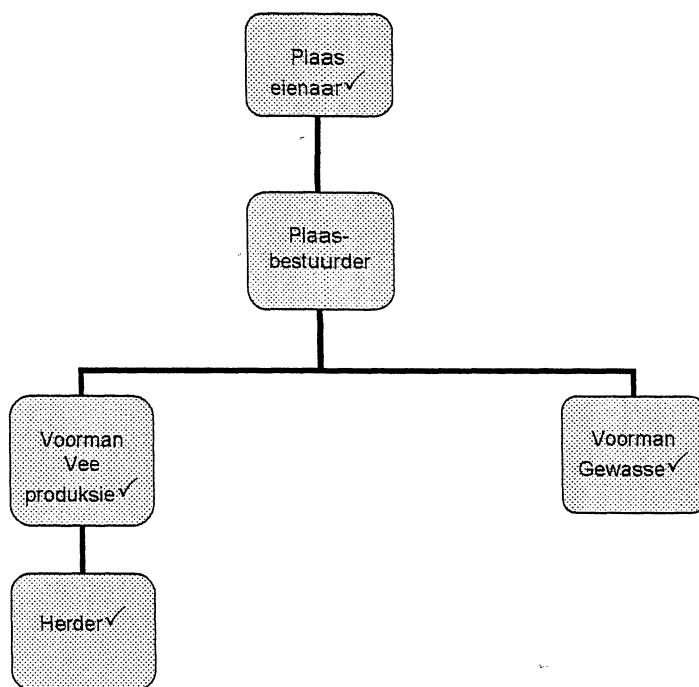 Plaas
eienaar✓
Plaas-
bestuurder
Voorman
Vee
produksie✓
Voorman
Gewasse✓
Herder✓